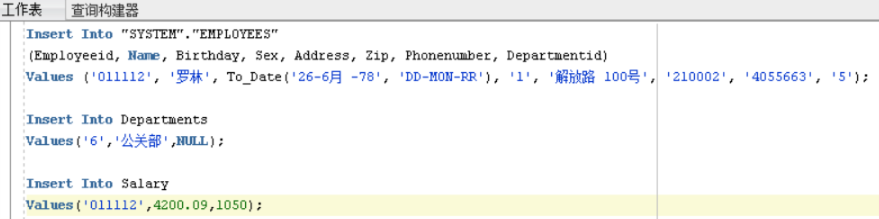 工作表 查询构建器
Insert Into "SYSTEM"."EMPLOYEES"
(Employeeid, Name, Birthday, Sex, Address, Zip, Phonenumber, Departmentid)
Values ('011112', '罗林', To_Date('26-6月 -78', 'DD-MON-RR'), '1', '解放路 100号', '210002', '4055663', '5');
Insert Into Departments
Values('6','公关部',NULL);
Insert Into Salary
Values('011112',4200.09,1050);